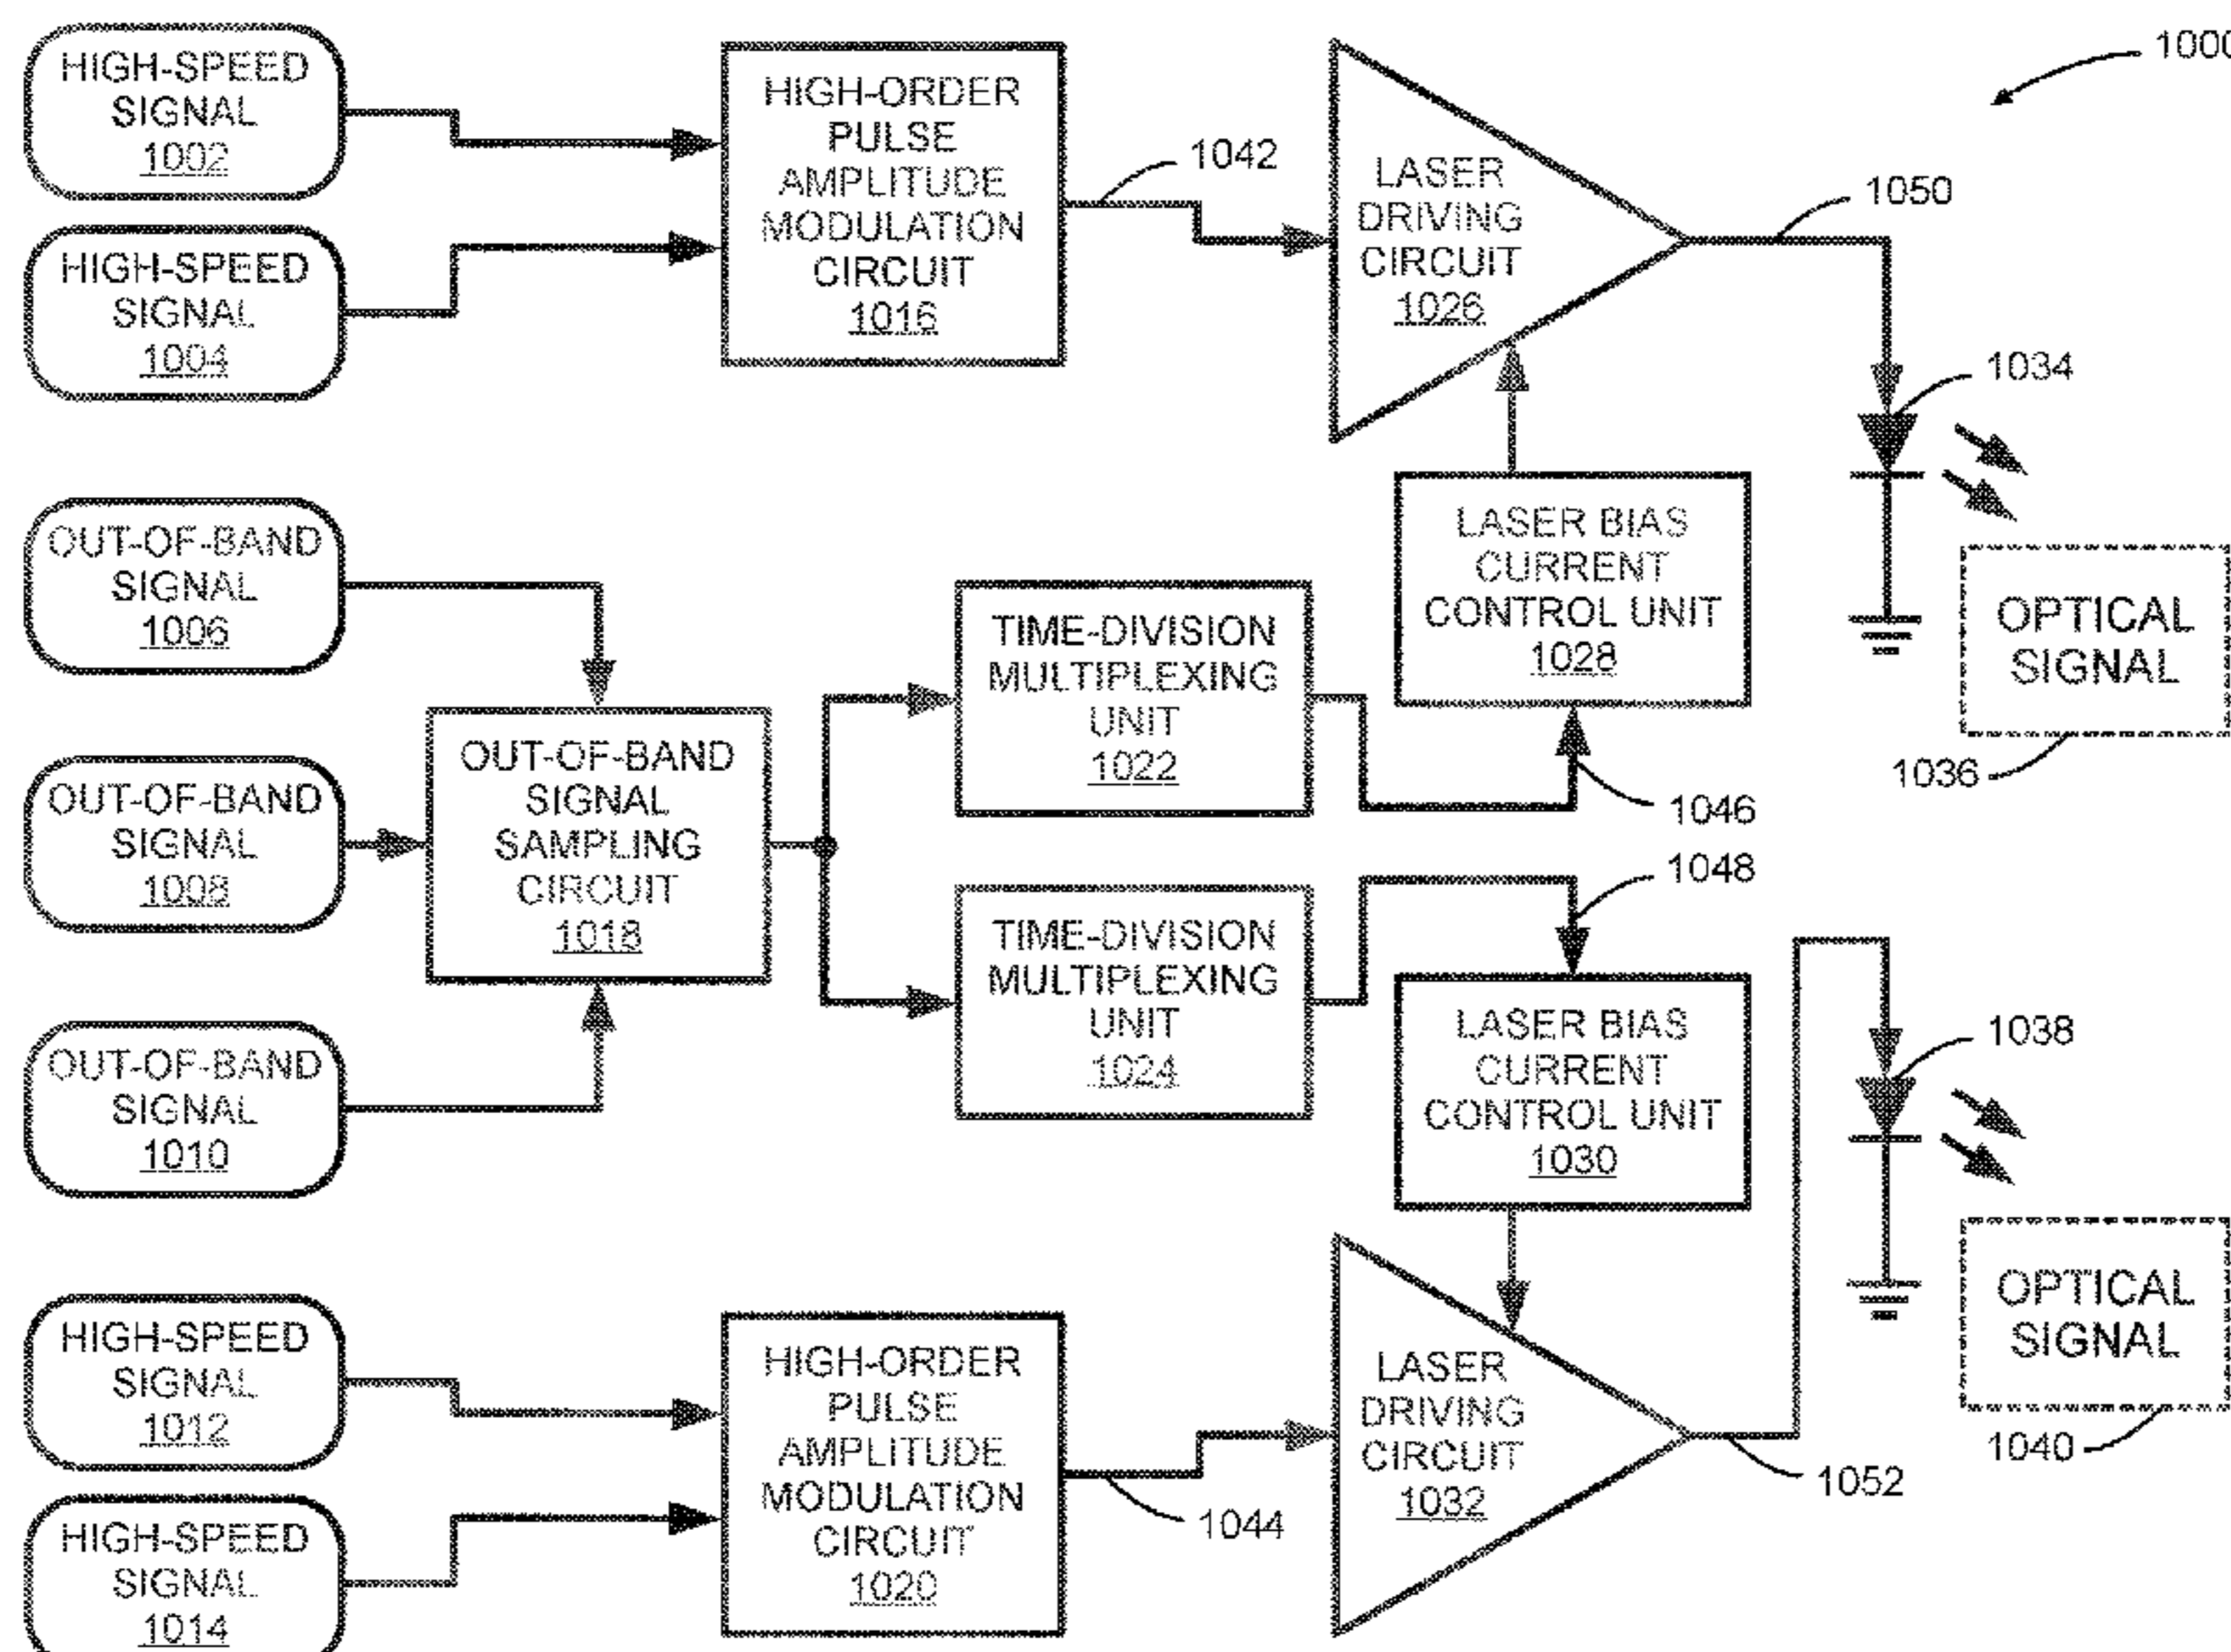 HIGH-SPEED
SIGNAL
1002
HIGH-SPEED
SIGNAL
1004
HIGH-ORDER
PULSE
AMPLITUDE
MODULATION
CIRCUIT
1016
1042
LASER
DRIVING
CIRCUIT
1026
1050
1000
1034
OUT-OF-BAND
SIGNAL
1006
OUT-OF-BAND
SIGNAL
1008
OUT-OF-BAND
SIGNAL
1010
OUT-OF-BAND
SIGNAL
SAMPLING
CIRCUIT
1018
TIME-DIVISION
MULTIPLEXING
UNIT
1022
TIME-DIVISION
MULTIPLEXING
UNIT
1024
LASER BIAS
CURRENT
CONTROL UNIT
1028
OPTICAL
SIGNAL
1036
1046
1048
LASER BIAS
CURRENT
CONTROL UNIT
1030
1038
OPTICAL
SIGNAL
1040
HIGH-SPEED
SIGNAL
1012
HIGH-SPEED
SIGNAL
1014
HIGH-ORDER
PULSE
AMPLITUDE
MODULATION
CIRCUIT
1020
1044
LASER
DRIVING
CIRCUIT
1032
1052